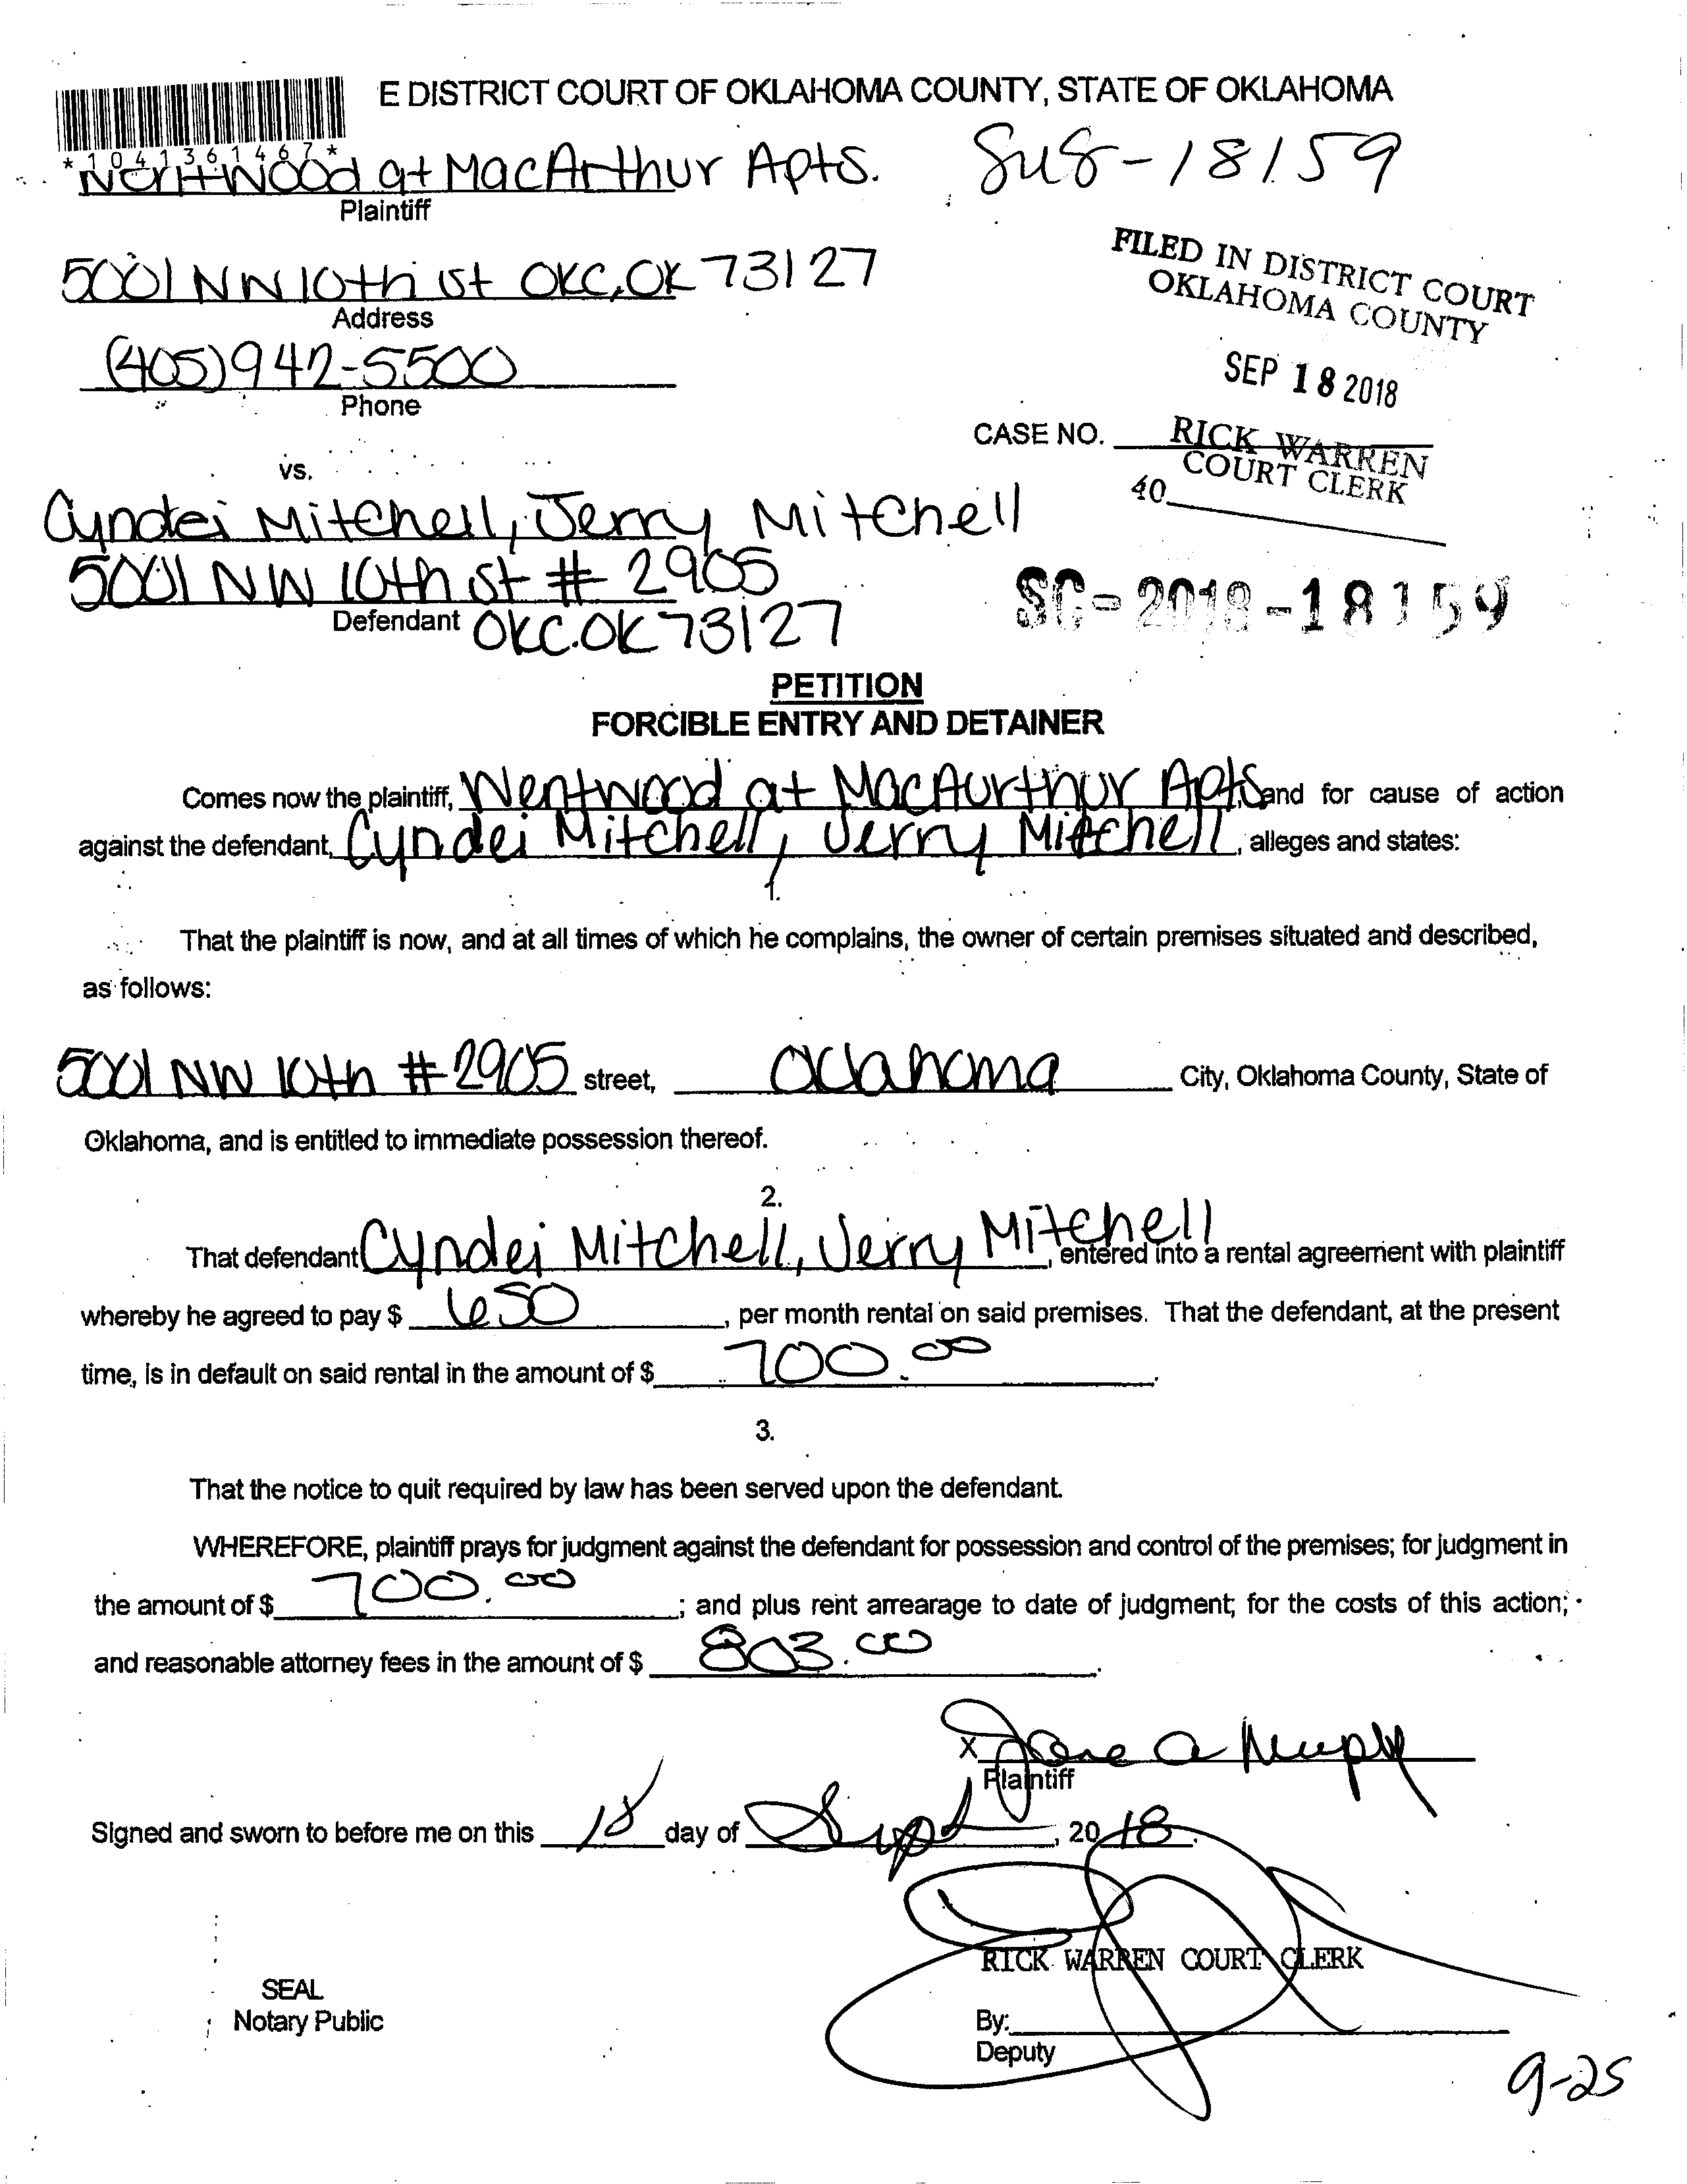 E DISTRICT COURT OF OKLAHOMA COUNTY, STATE OF OKLAHOMA
*1041361467*
at MacArthur Apts.
Plaintiff
5001 NW 10th st OKC, OK 73127
Address
(405) 942-5500
Phone
FILED IN DISTRICT COURT
OKLAHOMA COUNTY
SEP 18 2018
RICK WARREN
COURT CLERK
40
CASE NO.
vs.
Cyndei Mitchell, Jerry Mitchell
5001 NW 10th st # 2905
Defendant OKC. OK 73127
SC-2018-18159
PETITION
FORCIBLE ENTRY AND DETAINER
Comes now the plaintiff, Wentwood at MacAurthur Apts, and for cause of action
against the defendant, Cyndei Mitchell, Jerry Mitchell, alleges and states:
1.
That the plaintiff is now, and at all times of which he complains, the owner of certain premises situated and described,
as follows:
5001 NW 10th # 2905 street, City, Oklahoma County, State of
Oklahoma, and is entitled to immediate possession thereof.
2.
That defendant Cyndei Mitchell, Jerry Mitchell, entered into a rental agreement with plaintiff
whereby he agreed to pay $ 650, per month rental on said premises. That the defendant, at the present
time, is in default on said rental in the amount of $ 700.00.
3.
That the notice to quit required by law has been served upon the defendant.
WHEREFORE, plaintiff prays for judgment against the defendant for possession and control of the premises; for judgment in
the amount of $ 700.00; and plus rent arrearage to date of judgment; for the costs of this action;
and reasonable attorney fees in the amount of $ 803.00.
X
Plaintiff
Signed and sworn to before me on this 18 day of Sept, 2018.
RICK WARREN COURT CLERK
SEAL
Notary Public
By:
Deputy
9-25